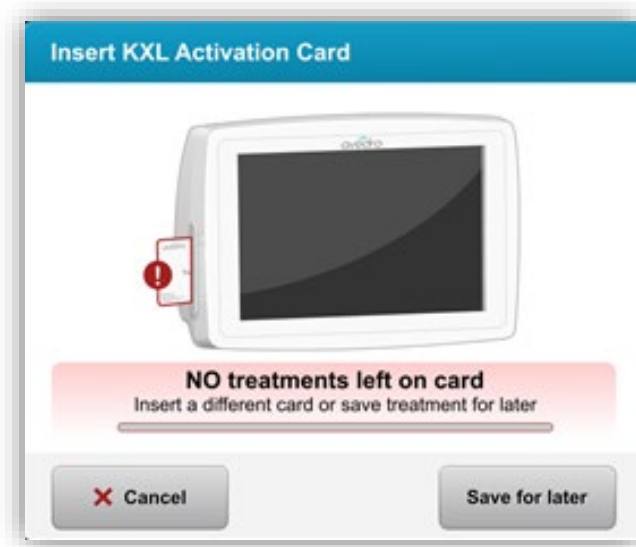 Insert KXL Activation Card
avedro
!
NO treatments left on card
Insert a different card or save treatment for later
Cancel
Save for later